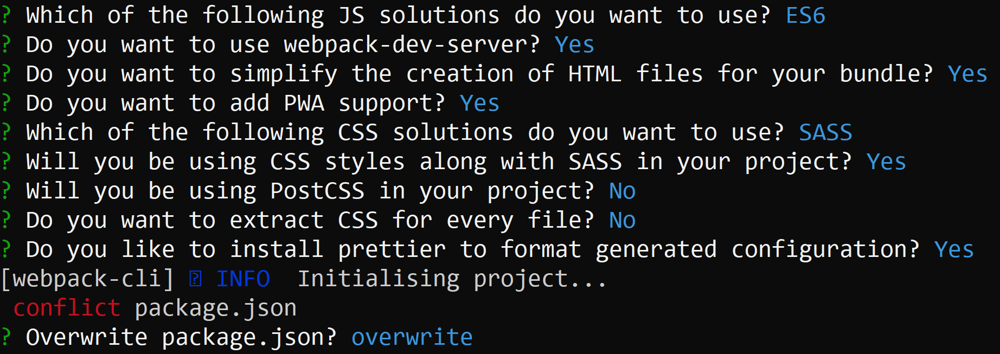 ? Which of the following JS solutions do you want to use? ES6
? Do you want to use webpack-dev-server? Yes
? Do you want to simplify the creation of HTML files for your bundle? Yes
? Do you want to add PWA support? Yes
? Which of the following CSS solutions do you want to use? SASS
? Will you be using CSS styles along with SASS in your project? Yes
? Will you be using PostCSS in your project? No
? Do you want to extract CSS for every file? No
? Do you like to install prettier to format generated configuration? Yes
[webpack-cli] ⍰ INFO  Initialising project...
 conflict package.json
? Overwrite package.json? overwrite